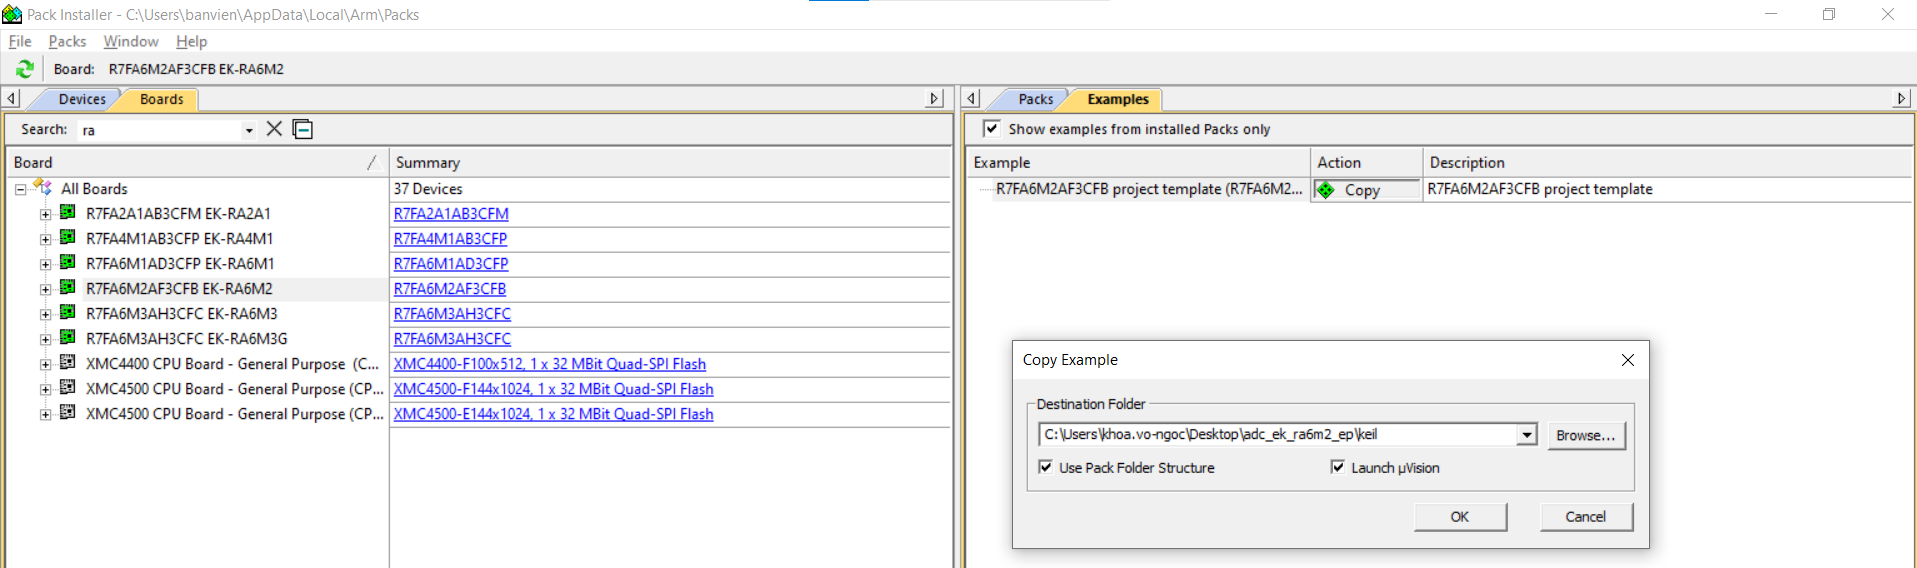 Pack Installer - C:\Users\banvien\AppData\Local\Arm\Packs
File Packs Window Help
Board: R7FA6M2AF3CFB EK-RA6M2
Devices Boards
Search: ra
Board Summary
All Boards 37 Devices
R7FA2A1AB3CFM EK-RA2A1 R7FA2A1AB3CFM
R7FA4M1AB3CFP EK-RA4M1 R7FA4M1AB3CFP
R7FA6M1AD3CFP EK-RA6M1 R7FA6M1AD3CFP
R7FA6M2AF3CFB EK-RA6M2 R7FA6M2AF3CFB
R7FA6M3AH3CFC EK-RA6M3 R7FA6M3AH3CFC
R7FA6M3AH3CFC EK-RA6M3G R7FA6M3AH3CFC
XMC4400 CPU Board - General Purpose (C... XMC4400-F100x512, 1 x 32 MBit Quad-SPI Flash
XMC4500 CPU Board - General Purpose (CP... XMC4500-F144x1024, 1 x 32 MBit Quad-SPI Flash
XMC4500 CPU Board - General Purpose (CP... XMC4500-E144x1024, 1 x 32 MBit Quad-SPI Flash
Packs Examples
Show examples from installed Packs only
Example Action Description
R7FA6M2AF3CFB project template (R7FA6M2... Copy R7FA6M2AF3CFB project template
Copy Example
Destination Folder
C:\Users\khoa.vo-ngoc\Desktop\adc_ek_ra6m2_ep\keil Browse...
Use Pack Folder Structure Launch µVision
OK Cancel